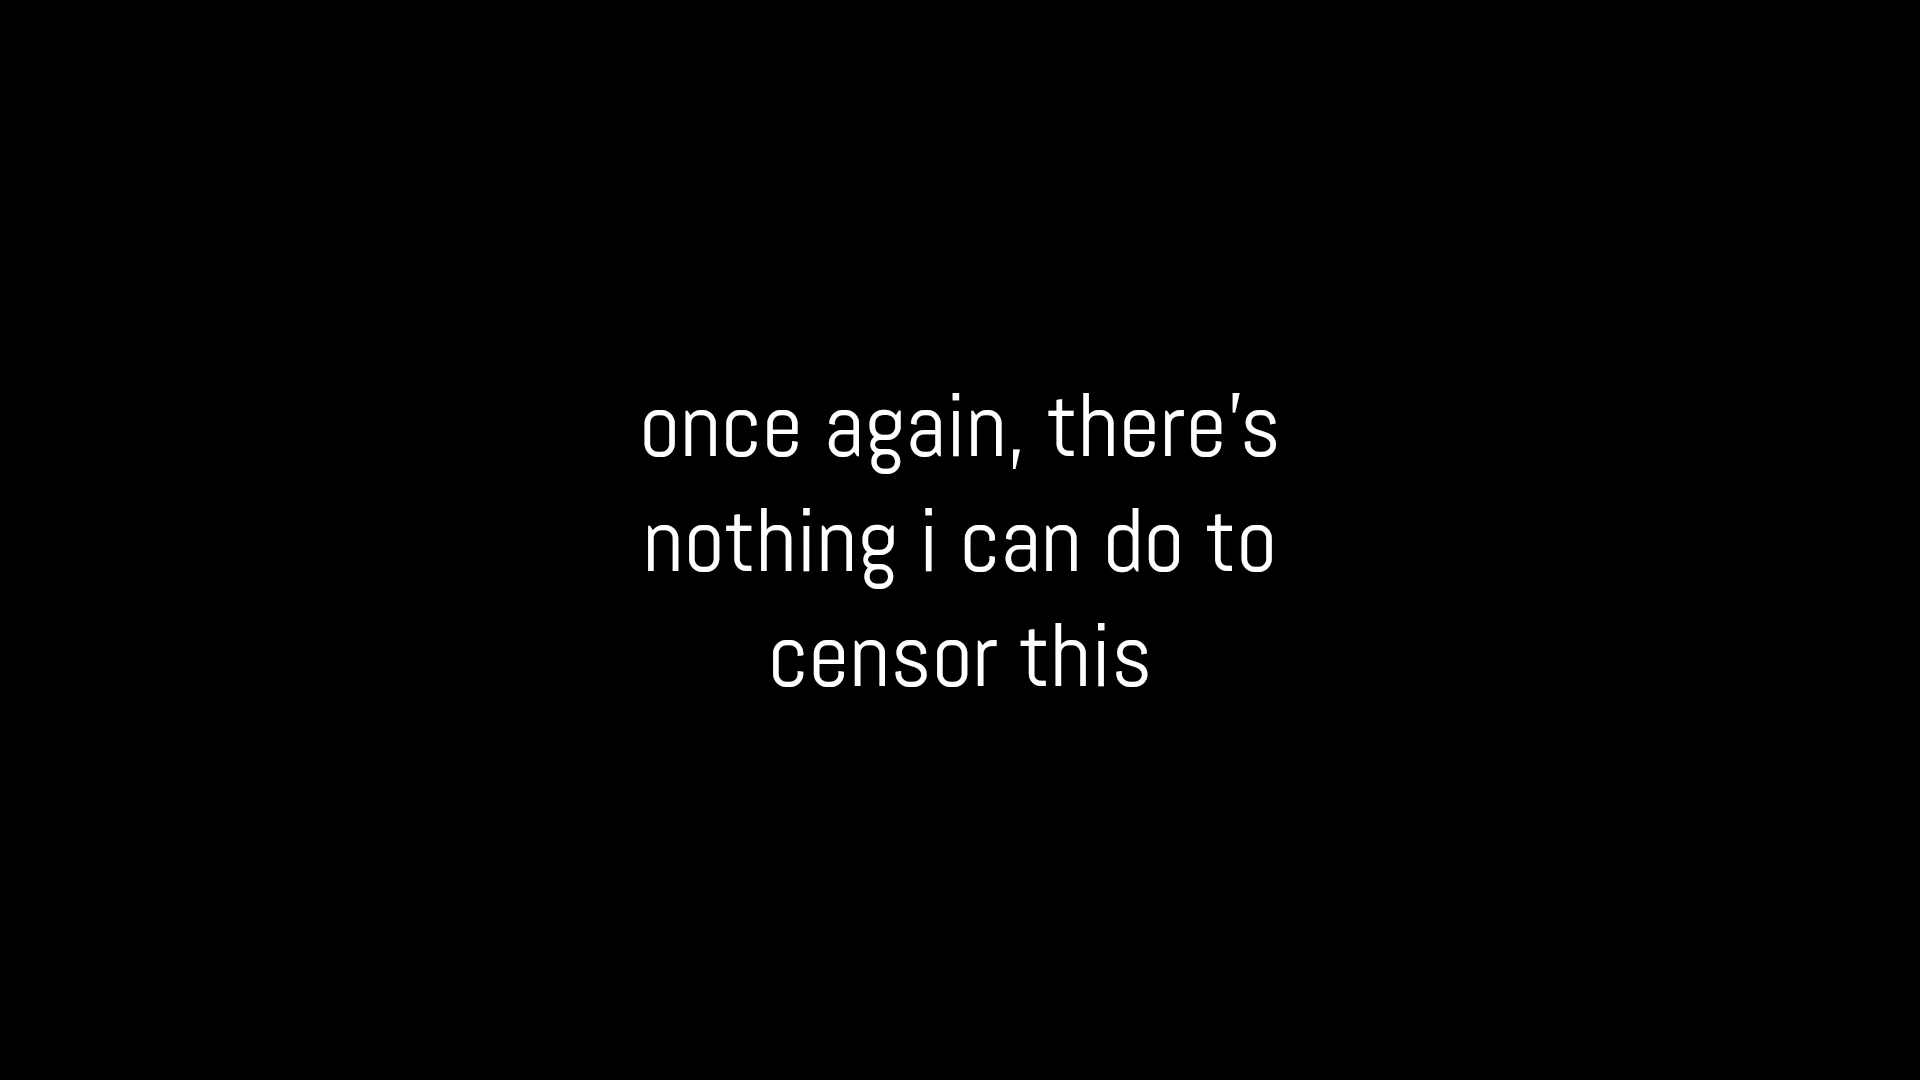 once again, there's
nothing i can do to
censor this